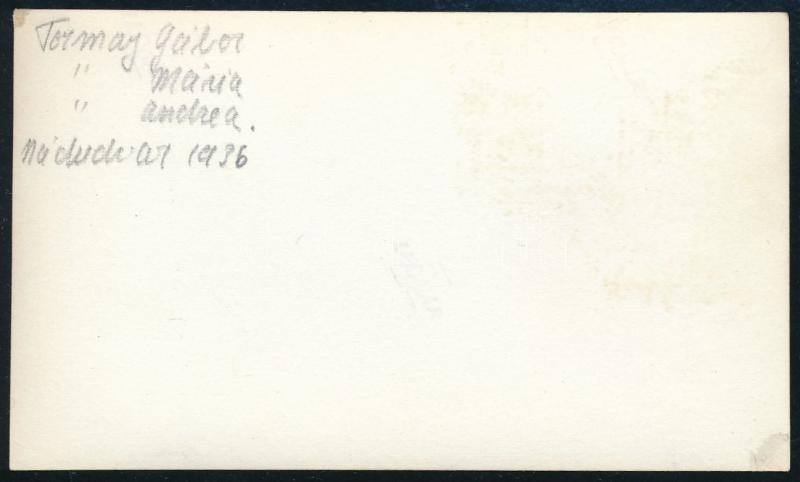 Tormay Gábor
" Mária
" Andrea.
Nádudvar 1936